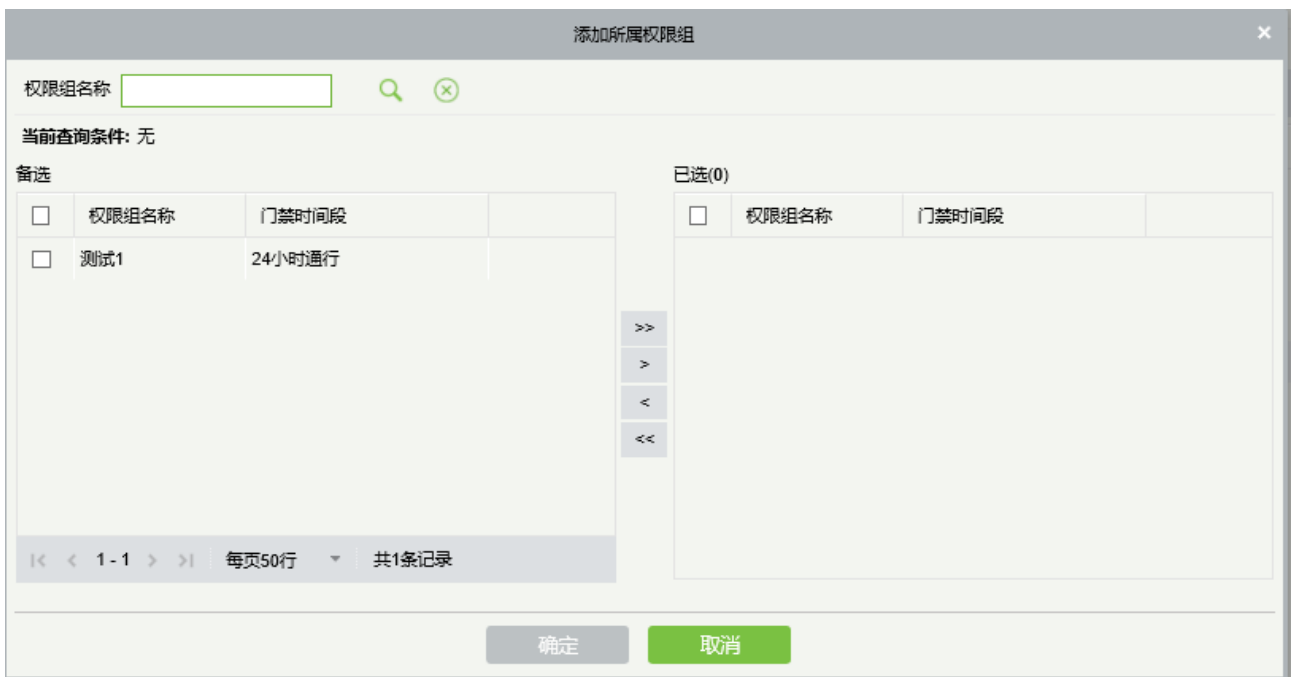 添加所属权限组 ×
权限组名称
当前查询条件: 无
备选
已选(0)
权限组名称 门禁时间段
权限组名称 门禁时间段
测试1 24小时通行
>>
>
<
<<
|< < 1 - 1 > >| 每页50行 共1条记录
确定 取消